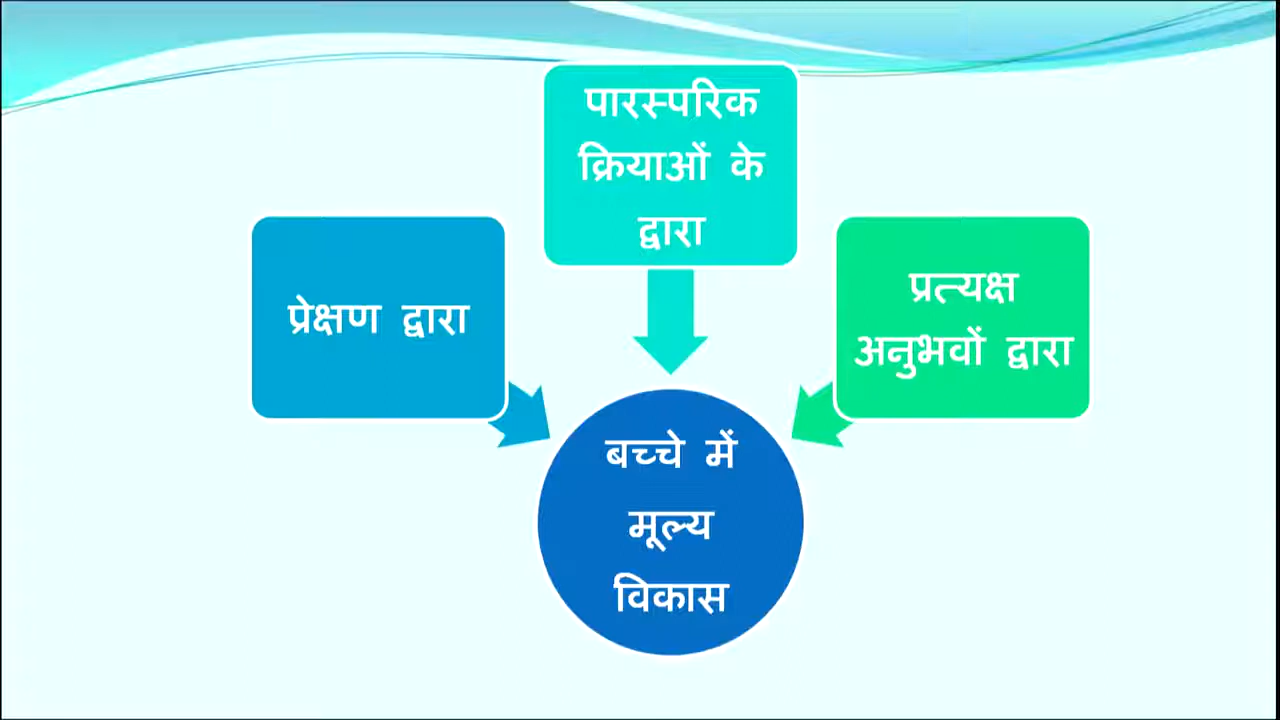 पारस्परिक
क्रियाओं के
द्वारा
प्रेक्षण द्वारा
प्रत्यक्ष
अनुभवों द्वारा
बच्चे में
मूल्य
विकास